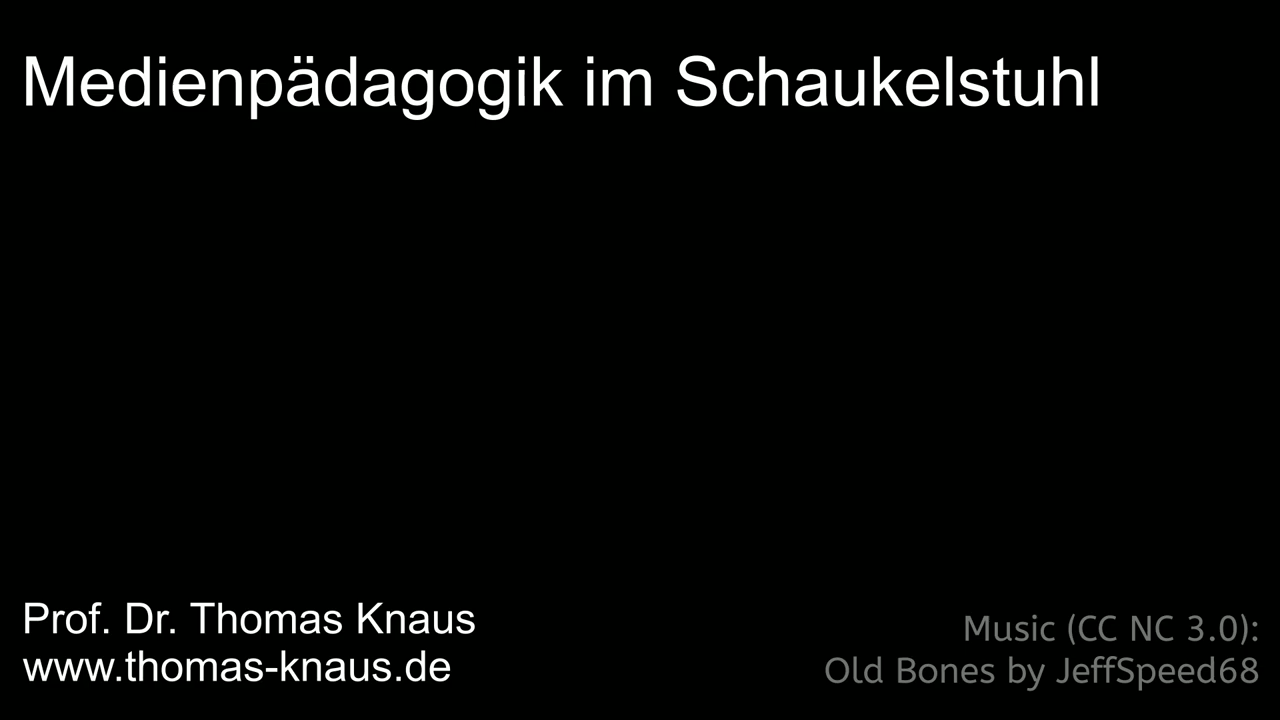 Medienpädagogik im Schaukelstuhl
Prof. Dr. Thomas Knaus
www.thomas-knaus.de
Music (CC NC 3.0):
Old Bones by JeffSpeed68